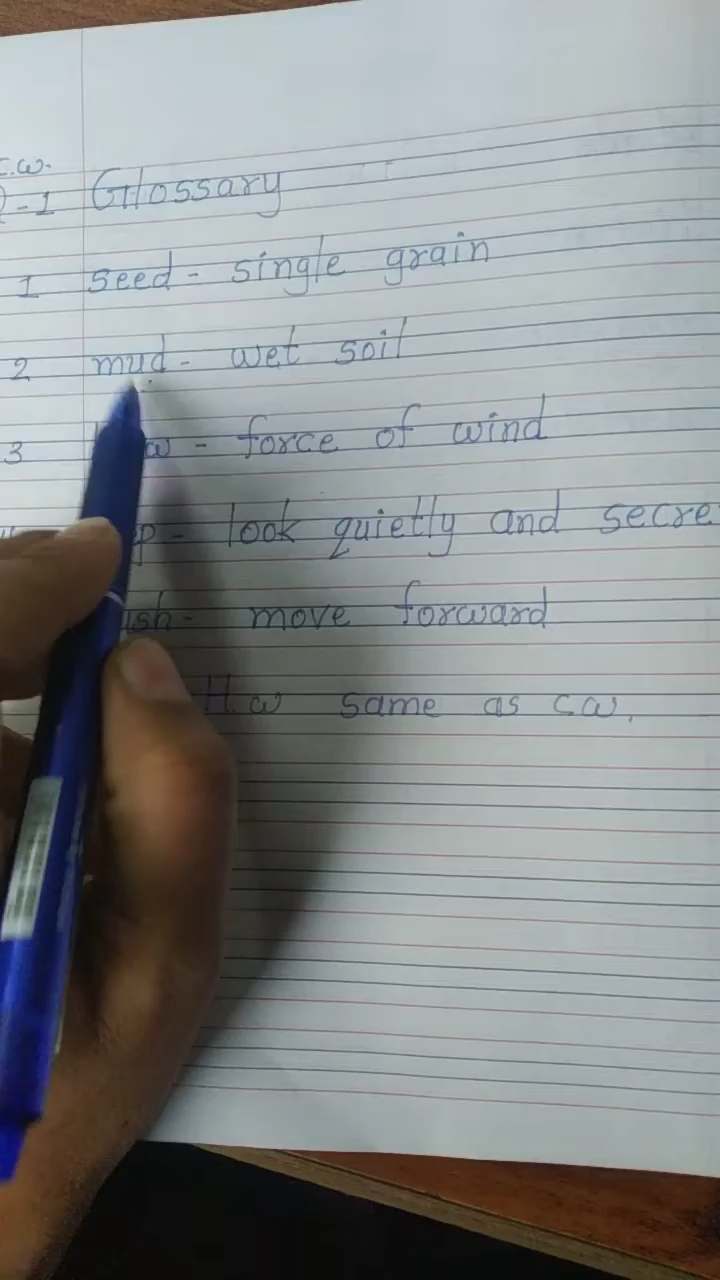 C.W.
Q-1 Glossary
1 seed - single grain
2 mud - wet soil
3 - force of wind
- look quietly and
- move forward
H.W same as C.W.